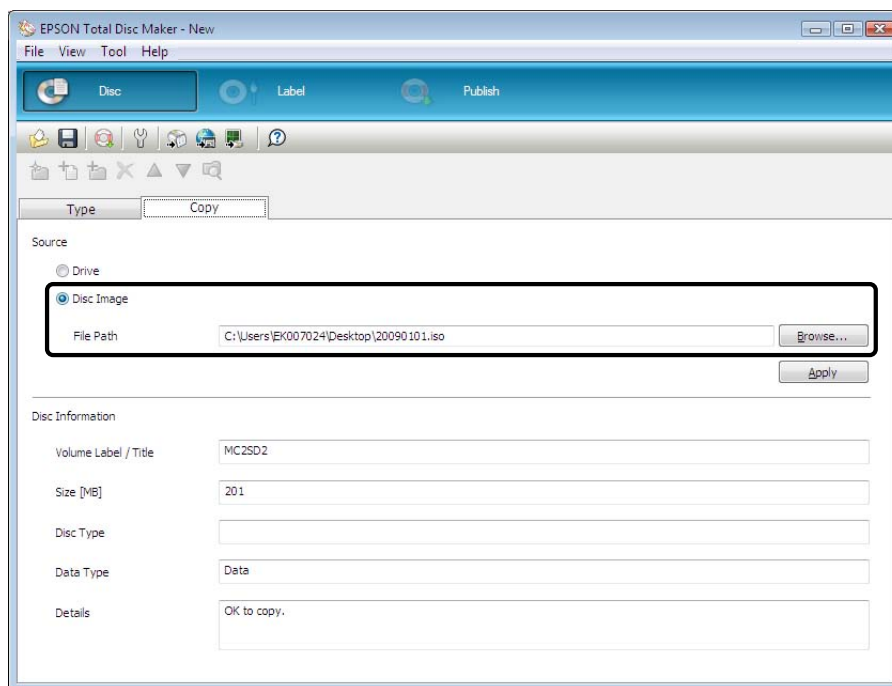 EPSON Total Disc Maker - New
File View Tool Help
Disc Label Publish
Type Copy
Source
Drive
Disc Image
File Path C:\Users\EK007024\Desktop\20090101.iso Browse...
Apply
Disc Information
Volume Label / Title MC2SD2
Size [MB] 201
Disc Type
Data Type Data
Details OK to copy.